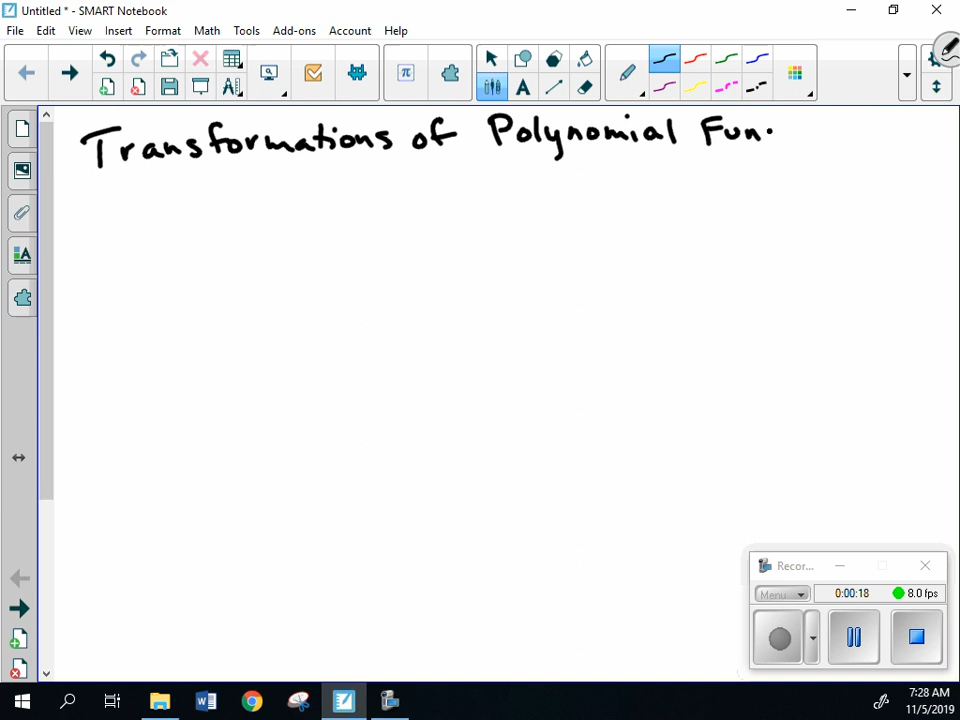 Untitled * - SMART Notebook
File Edit View Insert Format Math Tools Add-ons Account Help
Transformations of Polynomial Fun
Recor...
Menu 0:00:18 8.0 fps
7:28 AM
11/5/2019